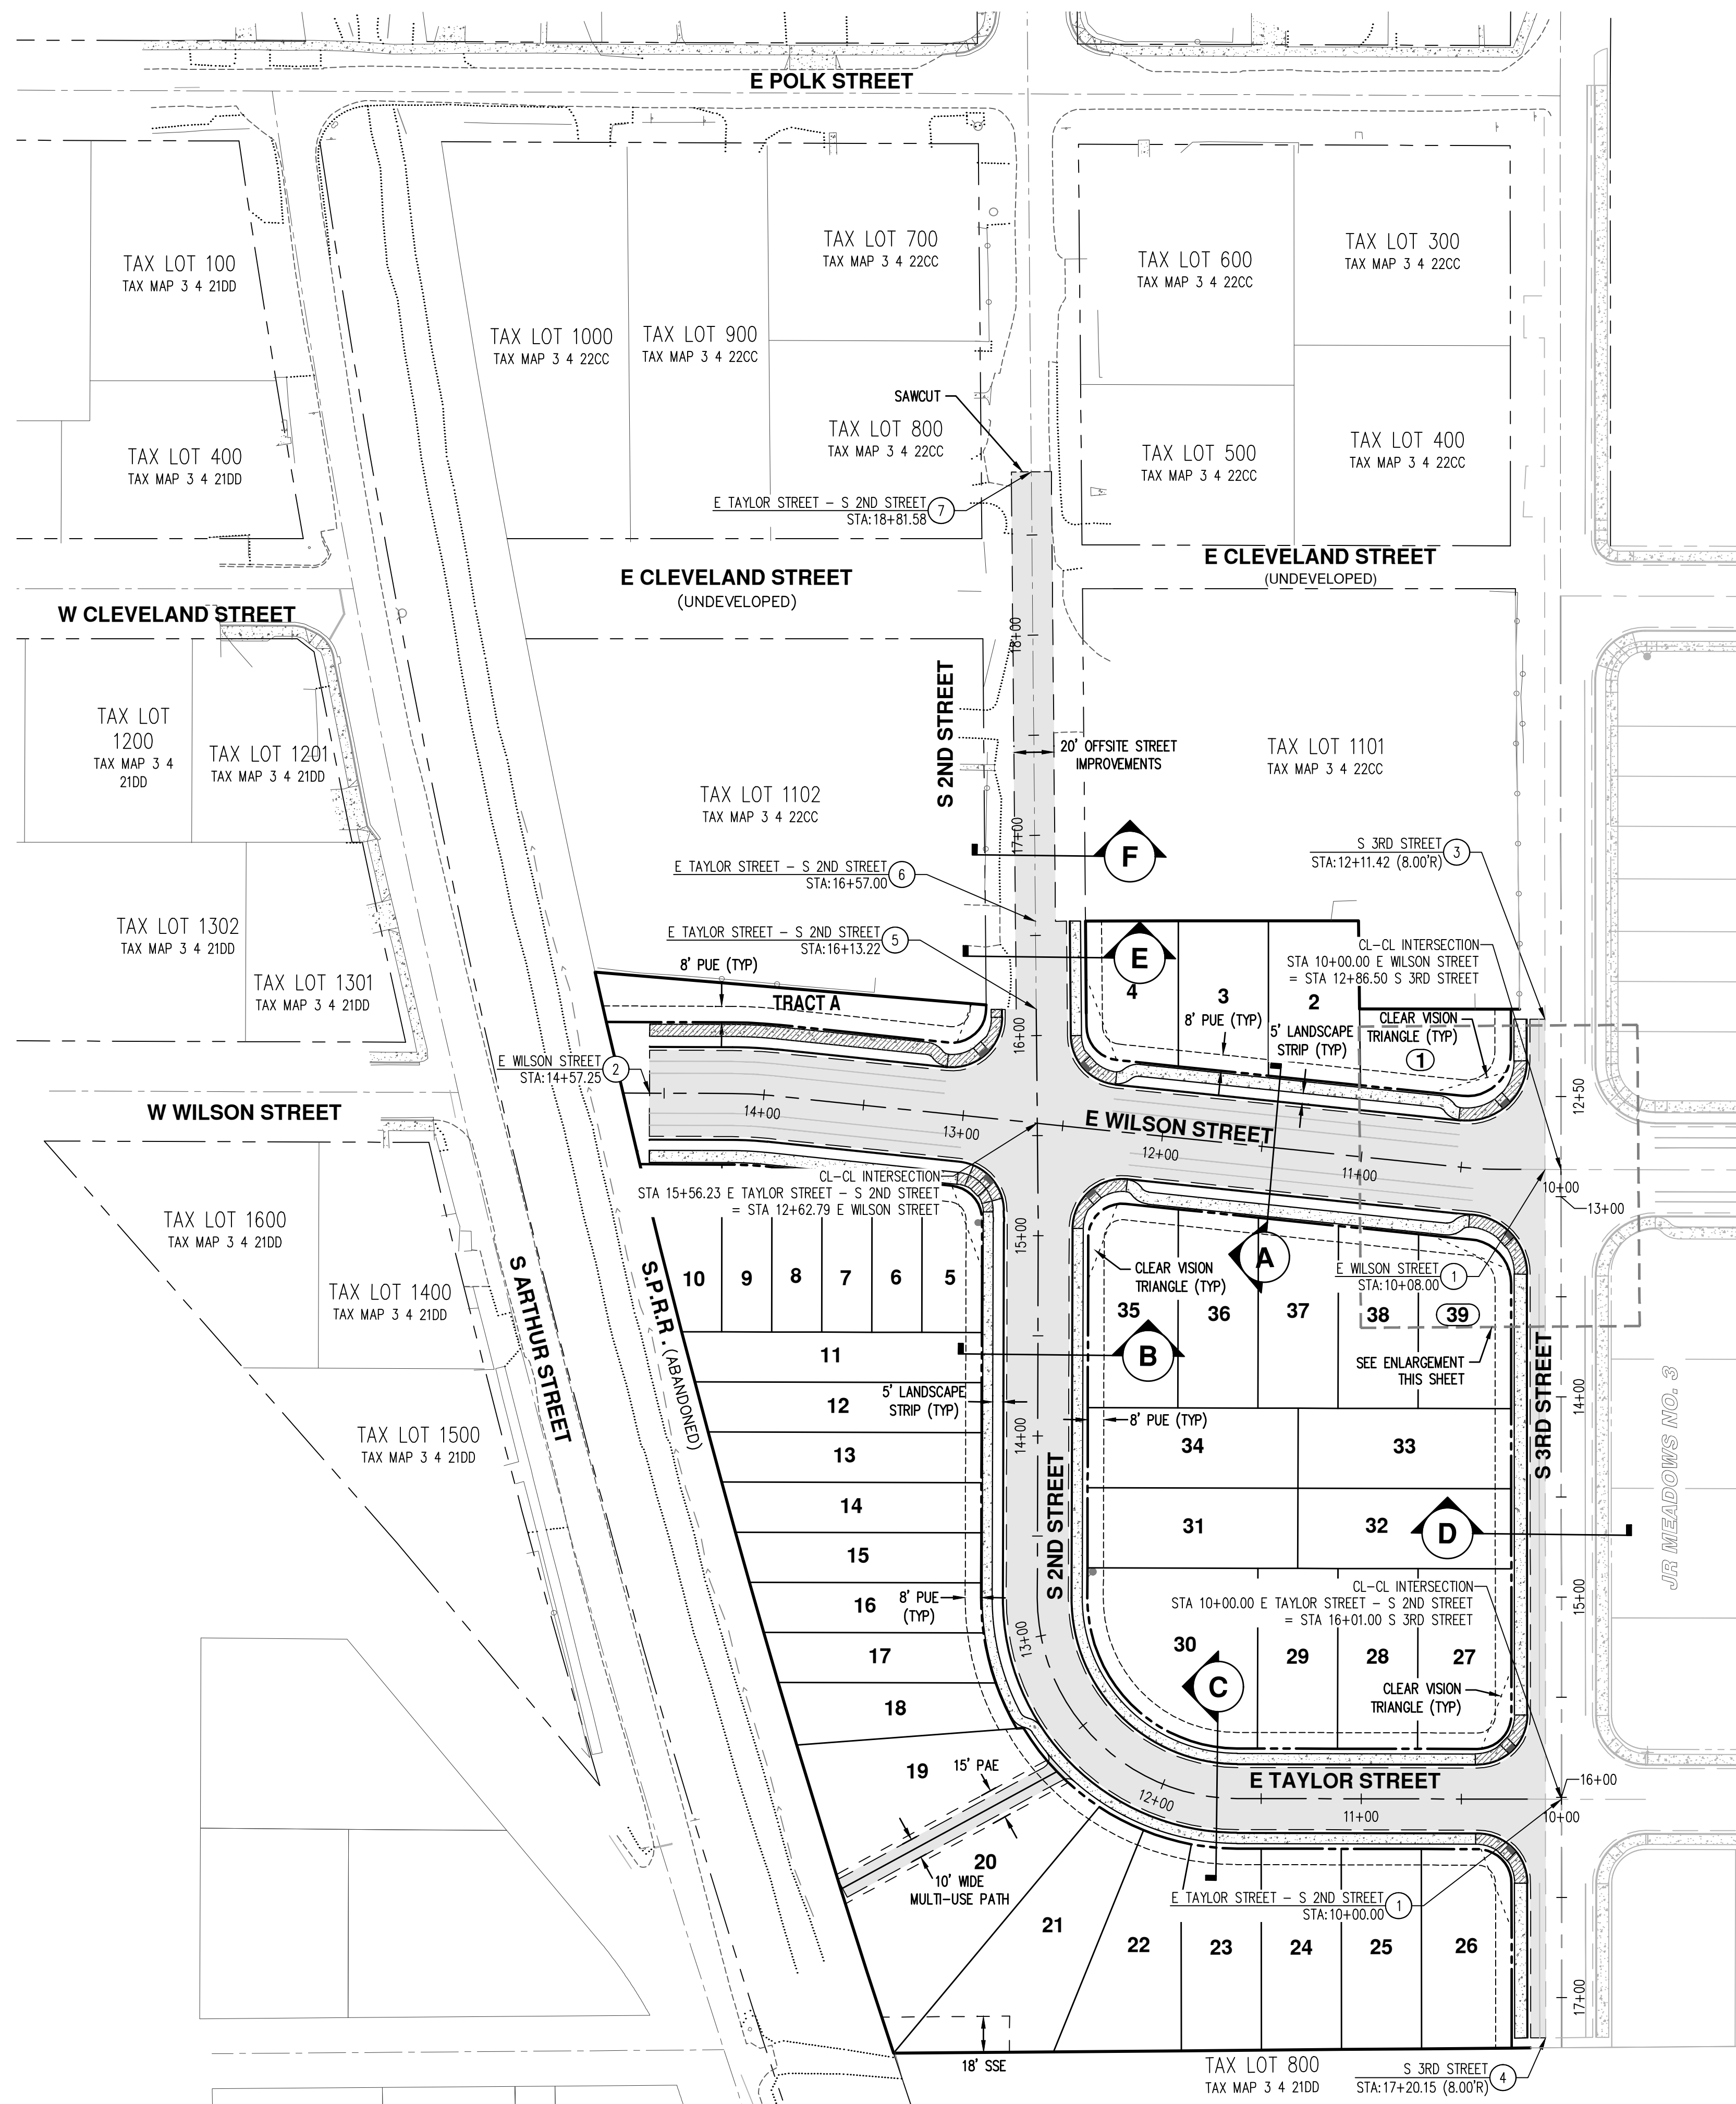 E POLK STREET
TAX LOT 100
TAX MAP 3 4 21DD
TAX LOT 700
TAX MAP 3 4 22CC
TAX LOT 600
TAX MAP 3 4 22CC
TAX LOT 300
TAX MAP 3 4 22CC
TAX LOT 1000
TAX MAP 3 4 22CC
TAX LOT 900
TAX MAP 3 4 22CC
SAWCUT
TAX LOT 400
TAX MAP 3 4 21DD
TAX LOT 800
TAX MAP 3 4 22CC
TAX LOT 500
TAX MAP 3 4 22CC
TAX LOT 400
TAX MAP 3 4 22CC
E TAYLOR STREET – S 2ND STREET
STA:18+81.58
7
E CLEVELAND STREET
(UNDEVELOPED)
E CLEVELAND STREET
(UNDEVELOPED)
W CLEVELAND STREET
18+00
S 2ND STREET
TAX LOT
1200
TAX MAP 3 4
21DD
TAX LOT 1201
TAX MAP 3 4 21DD
TAX LOT 1102
TAX MAP 3 4 22CC
20' OFFSITE STREET
IMPROVEMENTS
TAX LOT 1101
TAX MAP 3 4 22CC
17+00
F
S 3RD STREET
STA:12+11.42 (8.00'R)
3
E TAYLOR STREET – S 2ND STREET
STA:16+57.00
6
TAX LOT 1302
TAX MAP 3 4 21DD
E TAYLOR STREET – S 2ND STREET
STA:16+13.22
5
TAX LOT 1301
TAX MAP 3 4 21DD
8' PUE (TYP)
TRACT A
E
4
3
2
8' PUE (TYP)
CL-CL INTERSECTION
STA 10+00.00 E WILSON STREET
= STA 12+86.50 S 3RD STREET
5' LANDSCAPE
STRIP (TYP)
CLEAR VISION
TRIANGLE (TYP)
1
16+00
E WILSON STREET
STA:14+57.25
2
W WILSON STREET
14+00
13+00
E WILSON STREET
12+00
11+00
12+50
10+00
13+00
CL-CL INTERSECTION
STA 15+56.23 E TAYLOR STREET – S 2ND STREET
= STA 12+62.79 E WILSON STREET
TAX LOT 1600
TAX MAP 3 4 21DD
15+00
A
CLEAR VISION
TRIANGLE (TYP)
E WILSON STREET
STA:10+08.00
1
TAX LOT 1400
TAX MAP 3 4 21DD
S ARTHUR STREET
S.P.R.R. (ABANDONED)
10
9
8
7
6
5
35
36
37
38
39
B
SEE ENLARGEMENT
THIS SHEET
S 3RD STREET
14+00
JR MEADOWS NO. 3
11
12
5' LANDSCAPE
STRIP (TYP)
8' PUE (TYP)
TAX LOT 1500
TAX MAP 3 4 21DD
14+00
13
34
33
S 2ND STREET
14
31
32
D
15
16
8' PUE
(TYP)
CL-CL INTERSECTION
STA 10+00.00 E TAYLOR STREET – S 2ND STREET
= STA 16+01.00 S 3RD STREET
15+00
13+00
17
30
29
28
27
C
CLEAR VISION
TRIANGLE (TYP)
18
19
15' PAE
E TAYLOR STREET
12+00
11+00
16+00
10+00
20
10' WIDE
MULTI-USE PATH
E TAYLOR STREET – S 2ND STREET
STA:10+00.00
1
21
22
23
24
25
26
17+00
18' SSE
TAX LOT 800
TAX MAP 3 4 21DD
S 3RD STREET
STA:17+20.15 (8.00'R)
4